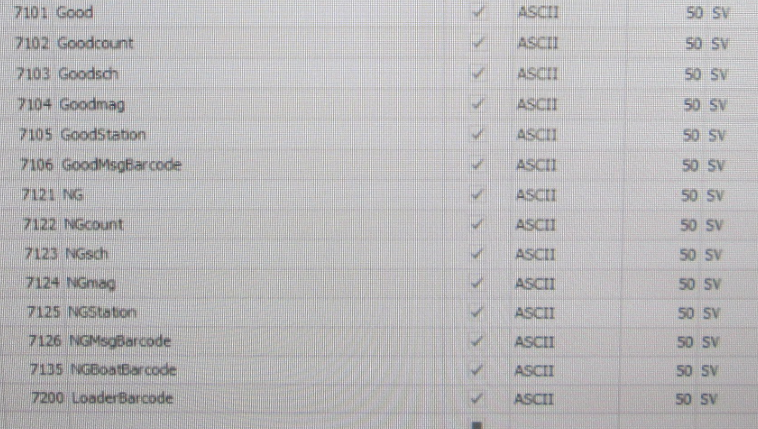 7101 Good ✓ ASCII 50 SV
7102 Goodcount ✓ ASCII 50 SV
7103 Goodsch ✓ ASCII 50 SV
7104 Goodmag ✓ ASCII 50 SV
7105 GoodStation ✓ ASCII 50 SV
7106 GoodMsgBarcode ✓ ASCII 50 SV
7121 NG ✓ ASCII 50 SV
7122 NGcount ✓ ASCII 50 SV
7123 NGsch ✓ ASCII 50 SV
7124 NGmag ✓ ASCII 50 SV
7125 NGStation ✓ ASCII 50 SV
7126 NGMsgBarcode ✓ ASCII 50 SV
7135 NGBoatBarcode ✓ ASCII 50 SV
7200 LoaderBarcode ✓ ASCII 50 SV